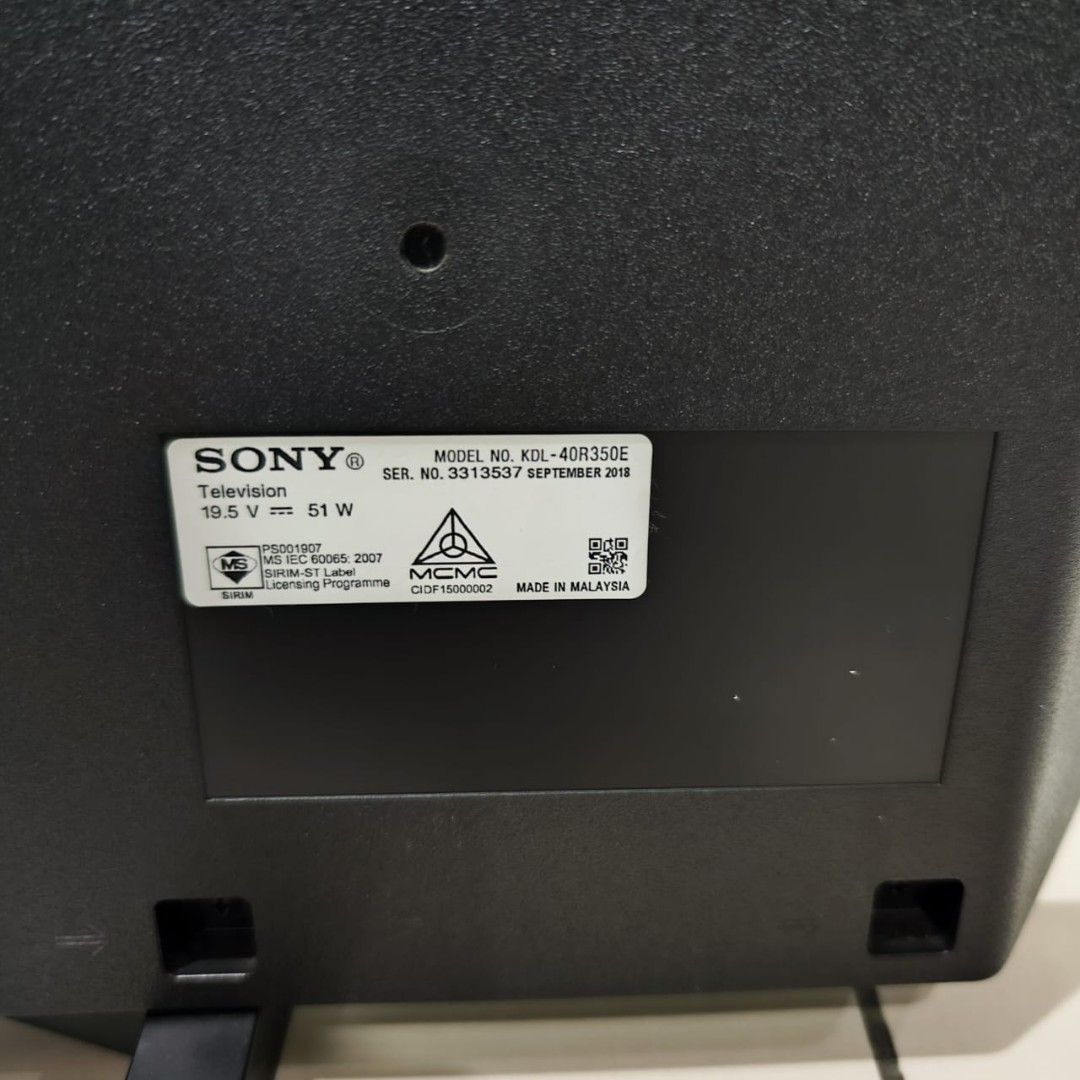 SONY®
MODEL NO. KDL-40R350E
SER. NO. 3313537 SEPTEMBER 2018
Television
19.5 V ⎓ 51 W
MS
SIRIM
PS001907
MS IEC 60065: 2007
SIRIM-ST Label
Licensing Programme
MCMC
CIDF15000002
MADE IN MALAYSIA